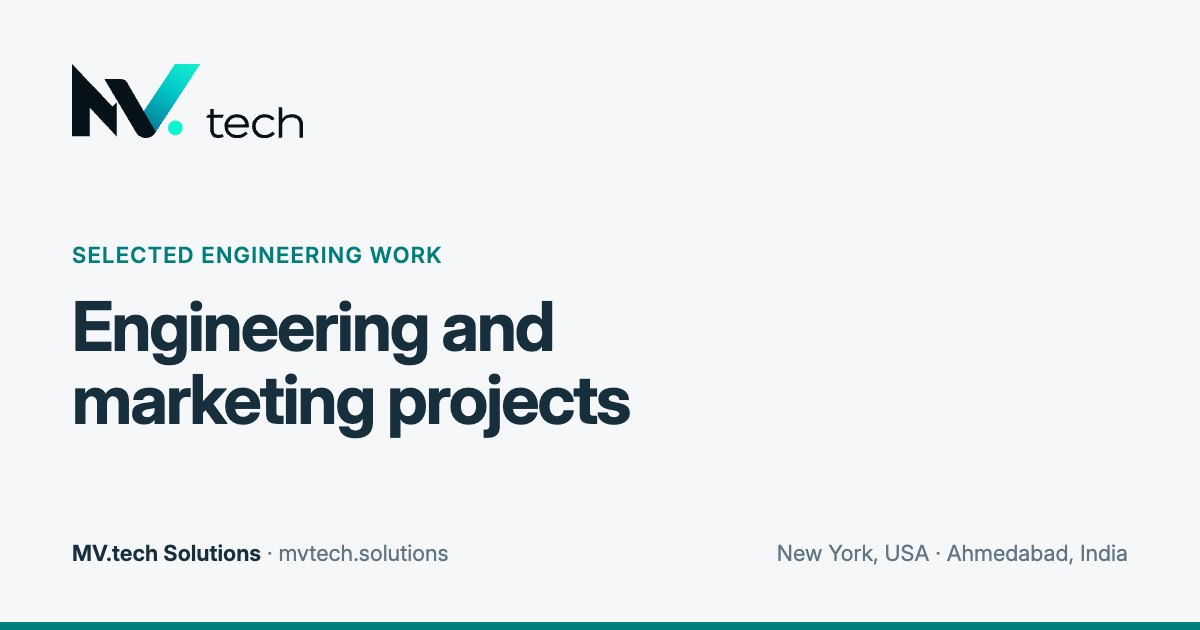 MV. tech
SELECTED ENGINEERING WORK
Engineering and
marketing projects
MV.tech Solutions · mvtech.solutions
New York, USA · Ahmedabad, India